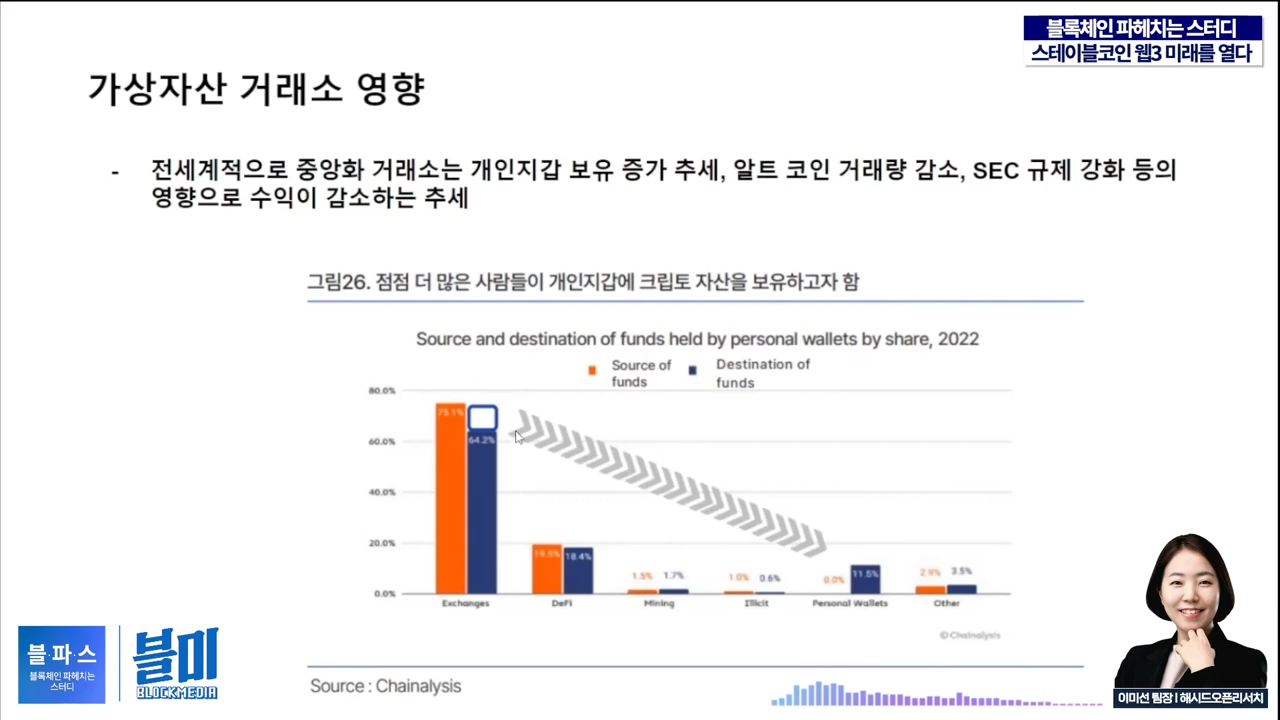 블록체인 파헤치는 스터디
스테이블코인 웹3 미래를 열다
가상자산 거래소 영향
- 전세계적으로 중앙화 거래소는 개인지갑 보유 증가 추세, 알트 코인 거래량 감소, SEC 규제 강화 등의
영향으로 수익이 감소하는 추세
그림26. 점점 더 많은 사람들이 개인지갑에 크립토 자산을 보유하고자 함
Source and destination of funds held by personal wallets by share, 2022
Source of funds
Destination of funds
80.0%
60.0%
40.0%
20.0%
0.0%
75.1% 64.2%
19.5% 18.4%
1.5% 1.7%
1.0% 0.6%
0.0% 11.5%
2.9% 3.5%
Exchanges DeFi Mining Illicit Personal Wallets Other
© Chainalysis
Source : Chainalysis
블·파·스
블록체인 파헤치는
스터디
블미
BLOCKMEDIA
이미선 팀장 | 해시드오픈리서치